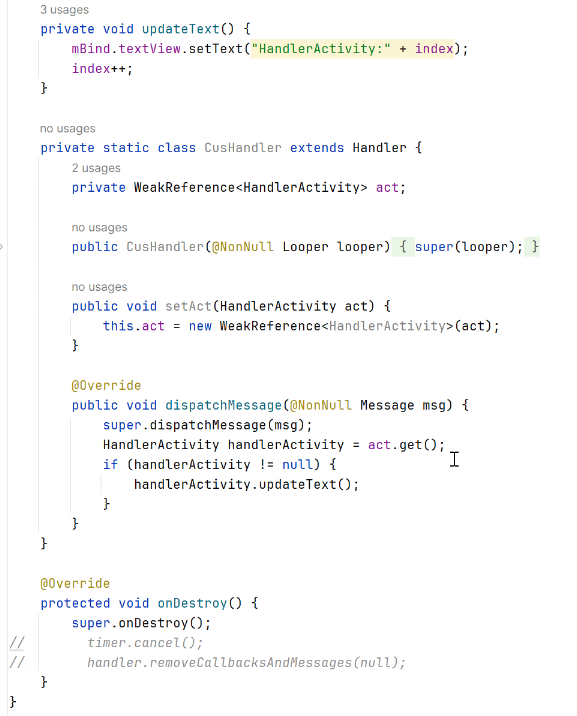 3 usages
private void updateText() {
mBind.textView.setText("HandlerActivity:" + index);
index++;
}
no usages
private static class CusHandler extends Handler {
2 usages
private WeakReference<HandlerActivity> act;
no usages
public CusHandler(@NonNull Looper looper) { super(looper); }
no usages
public void setAct(HandlerActivity act) {
this.act = new WeakReference<HandlerActivity>(act);
}
@Override
public void dispatchMessage(@NonNull Message msg) {
super.dispatchMessage(msg);
HandlerActivity handlerActivity = act.get();
if (handlerActivity != null) {
handlerActivity.updateText();
}
}
}
@Override
protected void onDestroy() {
super.onDestroy();
// timer.cancel();
// handler.removeCallbacksAndMessages(null);
}
}